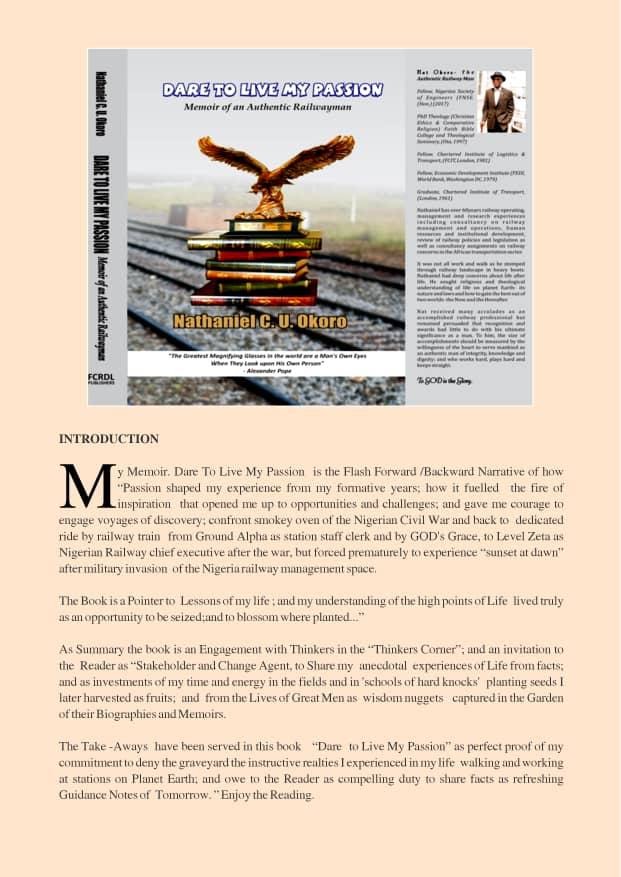 Nathaniel C. U. Okoro
DARE TO LIVE MY PASSION Memoir of an Authentic Railwayman
FCRDL
PUBLISHERS
DARE TO LIVE MY PASSION
Memoir of an Authentic Railwayman
Nathaniel C. U. Okoro
"The Greatest Magnifying Glasses in the world are a Man's Own Eyes
When They Look upon His Own Person"
- Alexander Pope
Nat Okoro- The
Authentic Railway Man
Fellow, Nigerian Society
of Engineers (FNSE
(Hon.) (2017)
PhD Theology (Christian
Ethics & Comparative
Religion) Faith Bible
College and Theological
Seminary, Ota, 1997)
Fellow. Chartered Institute of Logistics &
Transport, (FCIT, London, 1981)
Fellow, Economic Development Institute (FEDI,
World Bank, Washington DC, 1979)
Graduate, Chartered Institute of Transport,
(London, 1961)
Nathaniel has over 60years railway operating,
management and research experiences
including consultancy on railway
management and operations, human
resources and institutional development,
review of railway policies and legislation as
well as consultancy assignments on railway
concerns in the African transportation sector
It was not all work and walk as he stomped
through railway landscape in heavy boots.
Nathaniel had deep concerns about life after
life. He sought religious and theological
understanding of life on planet Earth- its
nature and laws and how to gain the best out of
two worlds- the Now and the Hereafter.
Nat received many accolades as an
accomplished railway professional but
remained persuaded that recognition and
awards had little to do with his ultimate
significance as a man. To him, the size of
accomplishments should be measured by the
willingness of the heart to serve mankind as
an authentic man of integrity, knowledge and
dignity; and who works hard, plays hard and
keeps straight.
To GOD is the Glory.
INTRODUCTION
My Memoir. Dare To Live My Passion is the Flash Forward /Backward Narrative of how
“Passion shaped my experience from my formative years; how it fuelled the fire of
inspiration that opened me up to opportunities and challenges; and gave me courage to
engage voyages of discovery; confront smokey oven of the Nigerian Civil War and back to dedicated
ride by railway train from Ground Alpha as station staff clerk and by GOD's Grace, to Level Zeta as
Nigerian Railway chief executive after the war, but forced prematurely to experience “sunset at dawn”
after military invasion of the Nigeria railway management space.
The Book is a Pointer to Lessons of my life ; and my understanding of the high points of Life lived truly
as an opportunity to be seized;and to blossom where planted...”
As Summary the book is an Engagement with Thinkers in the “Thinkers Corner”; and an invitation to
the Reader as “Stakeholder and Change Agent, to Share my anecdotal experiences of Life from facts;
and as investments of my time and energy in the fields and in 'schools of hard knocks' planting seeds I
later harvested as fruits; and from the Lives of Great Men as wisdom nuggets captured in the Garden
of their Biographies and Memoirs.
The Take -Aways have been served in this book “Dare to Live My Passion” as perfect proof of my
commitment to deny the graveyard the instructive realties I experienced in my life walking and working
at stations on Planet Earth; and owe to the Reader as compelling duty to share facts as refreshing
Guidance Notes of Tomorrow. ” Enjoy the Reading.